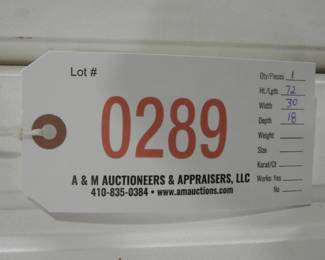 Lot #
0289
A & M AUCTIONEERS & APPRAISERS, LLC
410-835-0384 • www.amauctions.com
Qty/Pieces 1
Ht/Lgth 72
Width 30
Depth 18
Weight
Size
Karat/Ct
Works: Yes
No